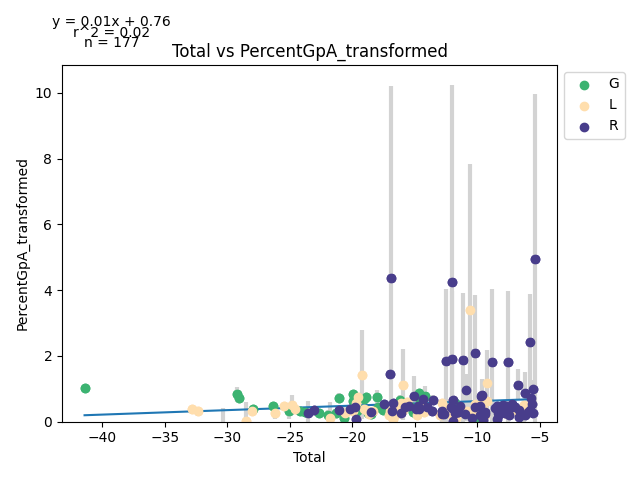 y = 0.01x + 0.76
r^2 = 0.02
n = 177
Total vs PercentGpA_transformed
G
L
R
PercentGpA_transformed
10
8
6
4
2
0
−40
−35
−30
−25
−20
−15
−10
−5
Total